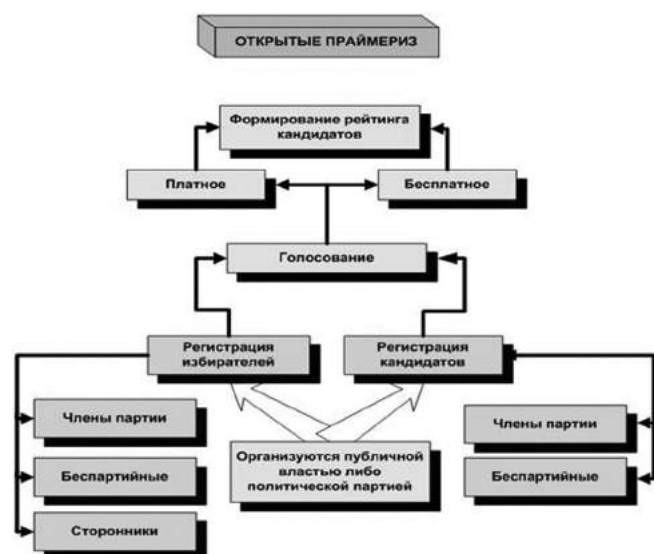 ОТКРЫТЫЕ ПРАЙМЕРИЗ
Формирование рейтинга
кандидатов
Платное
Бесплатное
Голосование
Регистрация
избирателей
Регистрация
кандидатов
Члены партии
Беспартийные
Сторонники
Организуются публичной
властью либо
политической партией
Члены партии
Беспартийные